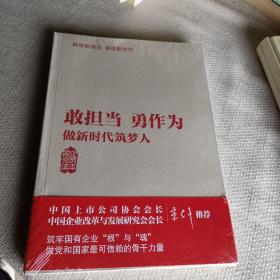 敢担当 勇作为
做新时代筑梦人
中国上市公司协会会长
中国企业改革与发展研究会会长
推荐
筑牢国有企业“根”与“魂”
做党和国家最可信赖的骨干力量